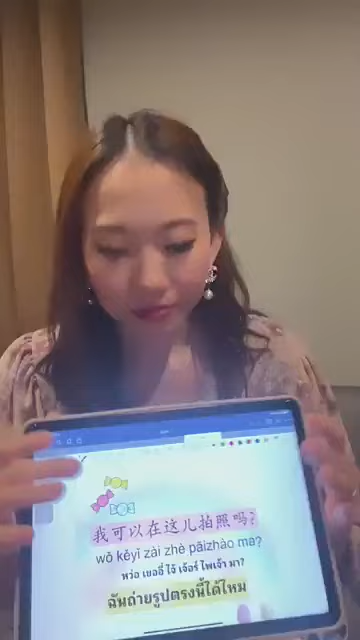 我可以在这儿拍照吗?
wǒ kěyǐ zài zhè pāizhào ma?
หว่อ เขออี่ ไจ้ เจ้อร์ ไพเจ้า มา?
ฉันถ่ายรูปตรงนี้ได้ไหม